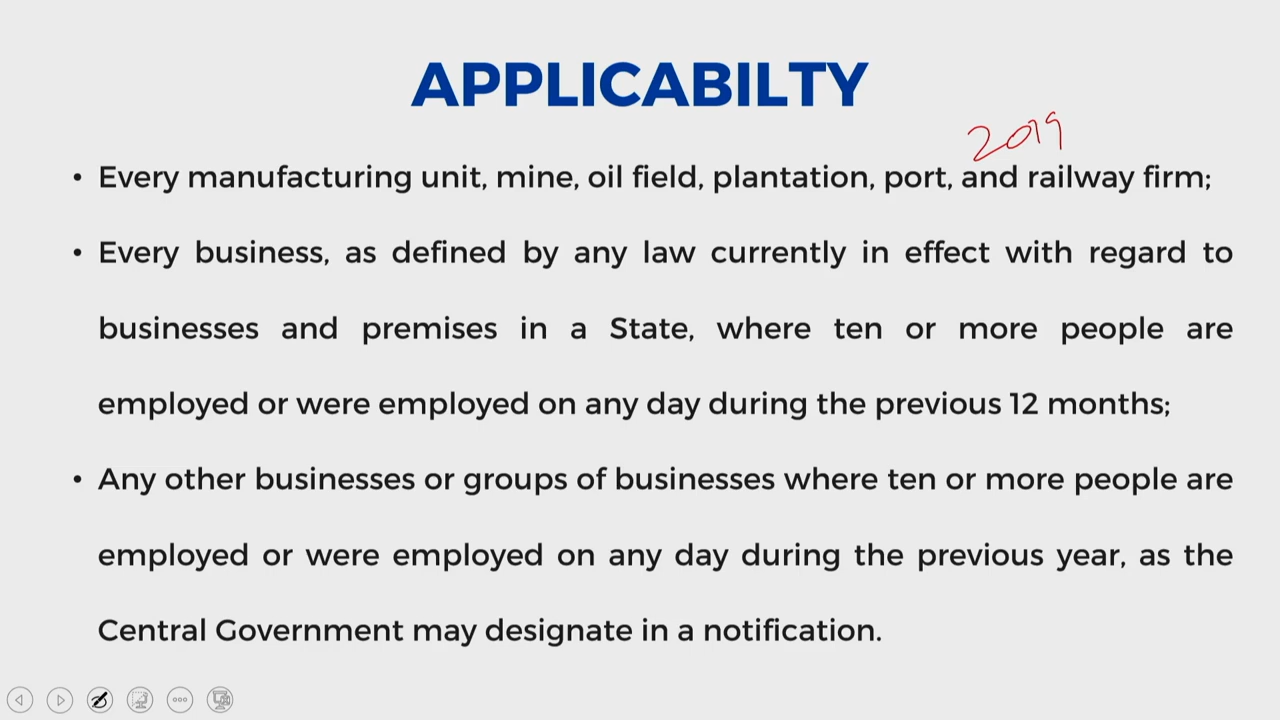 APPLICABILTY
2019
• Every manufacturing unit, mine, oil field, plantation, port, and railway firm;
• Every business, as defined by any law currently in effect with regard to
businesses and premises in a State, where ten or more people are
employed or were employed on any day during the previous 12 months;
• Any other businesses or groups of businesses where ten or more people are
employed or were employed on any day during the previous year, as the
Central Government may designate in a notification.